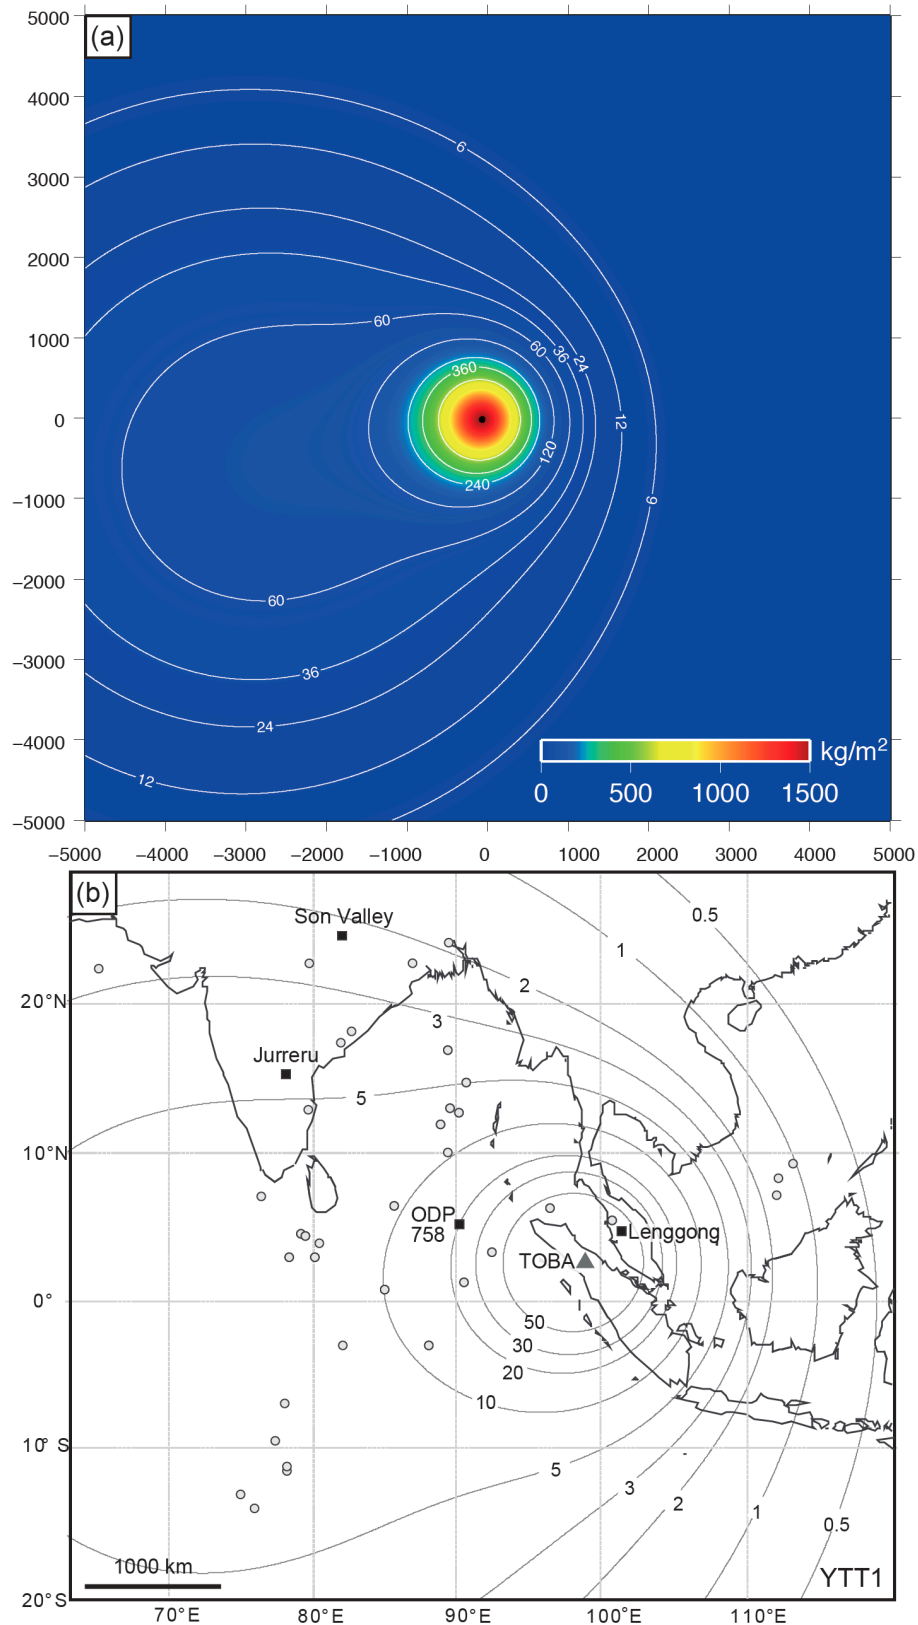 (a)
5000
4000
3000
2000
1000
0
−1000
−2000
−3000
−4000
−5000
6
60
60
36
24
360
12
120
240
6
60
36
24
12
kg/m²
0 500 1000 1500
−5000 −4000 −3000 −2000 −1000 0 1000 2000 3000 4000 5000
(b)
Son Valley
0.5
1
2
20°N
3
Jurreru
5
10°N
ODP
758
Lenggong
TOBA
0°
50
30
20
10
10° S
5
3
2
1
0.5
1000 km
YTT1
20°S
70°E 80°E 90°E 100°E 110°E